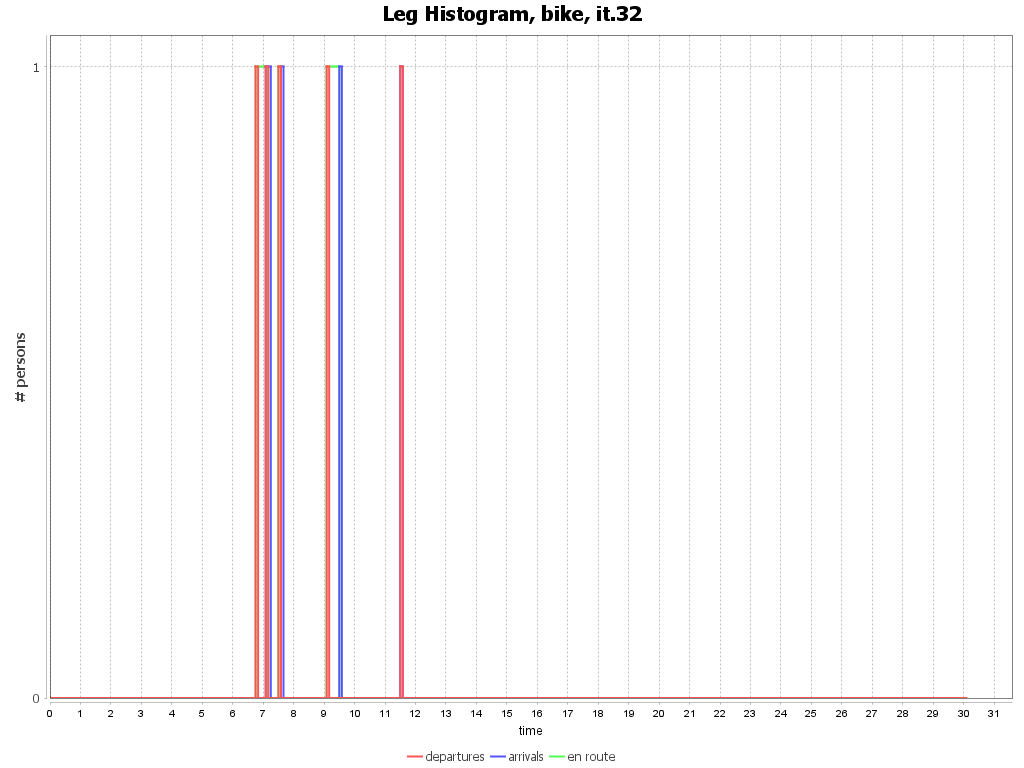 Leg Histogram, bike, it.32
# persons
1
0
0 1 2 3 4 5 6 7 8 9 10 11 12 13 14 15 16 17 18 19 20 21 22 23 24 25 26 27 28 29 30 31
time
departures arrivals en route